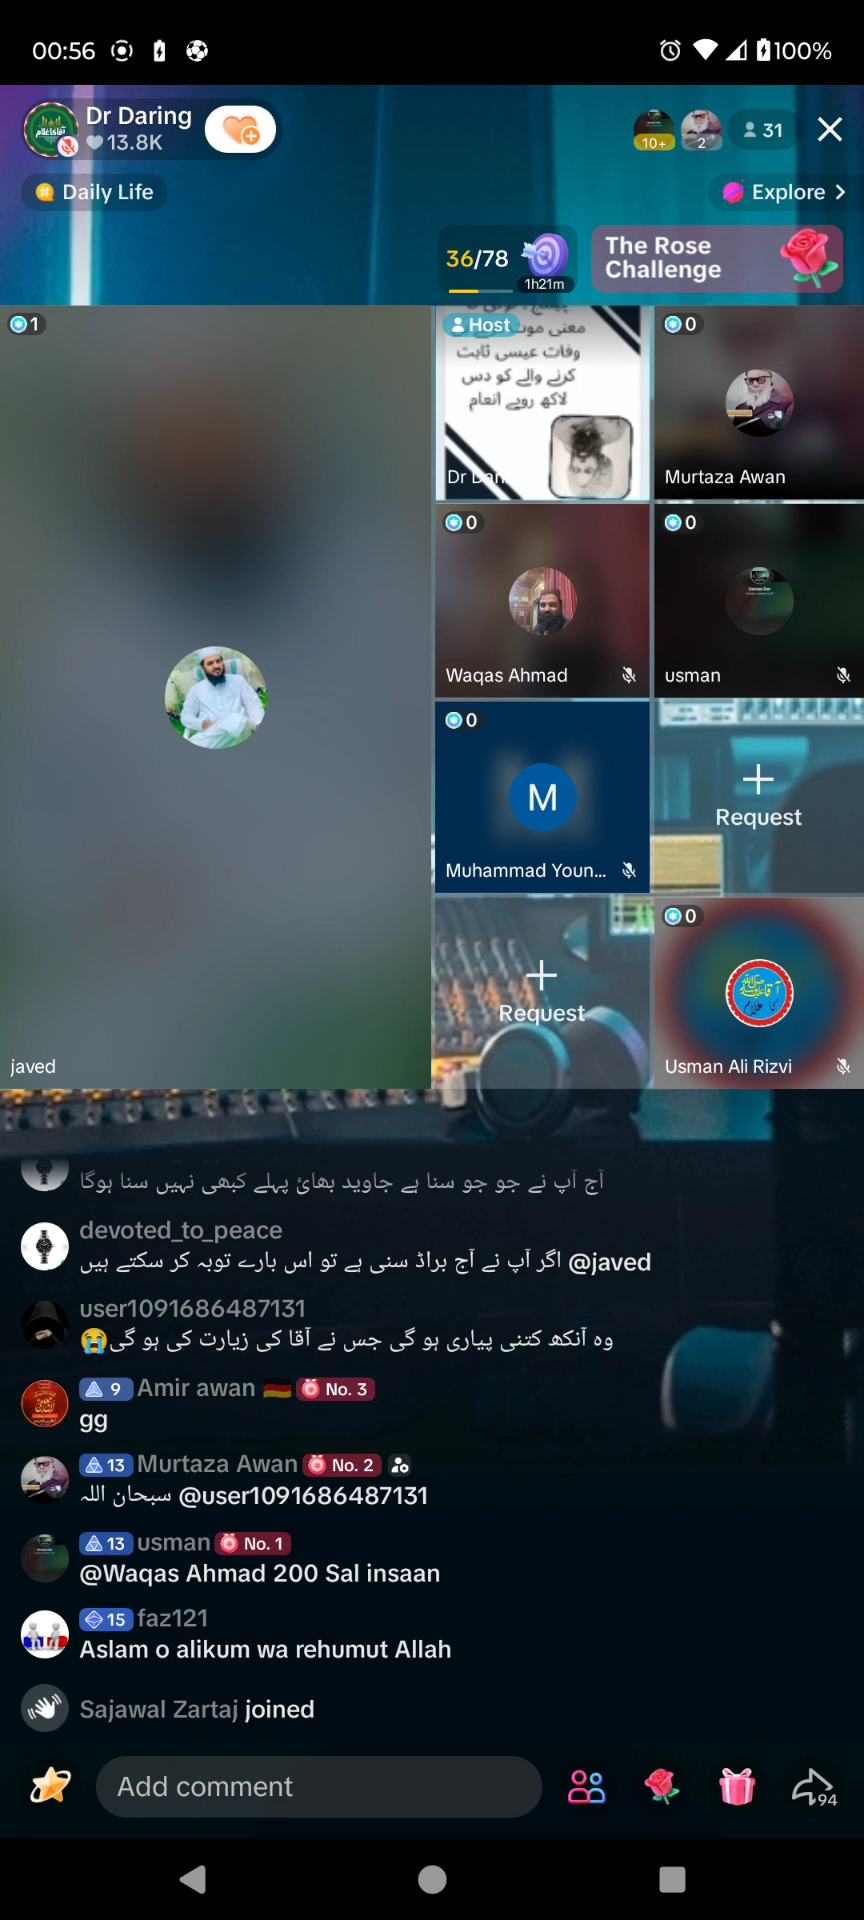 00:56
100%
Dr Daring
13.8K
10+
2
31
Daily Life
Explore
36/78
1h21m
The Rose
Challenge
1
Host
معنی موت
وفات عیسی ثابت
کرنے والے کو دس
لاکھ روپے انعام
Dr Dar
0
Murtaza Awan
0
Waqas Ahmad
0
usman
0
M
Muhammad Youn...
Request
Request
0
Usman Ali Rizvi
javed
آج آپ نے جو جو سنا ہے جاوید بھائ پہلے کبھی نہیں سنا ہوگا
devoted_to_peace
@javed اگر آپ نے آج براڈ سنی ہے تو اس بارے توبہ کر سکتے ہیں
user1091686487131
وہ آنکھ کتنی پیاری ہو گی جس نے آقا کی زیارت کی ہو گی😭
9 Amir awan 🇩🇪 No. 3
gg
13 Murtaza Awan No. 2
@user1091686487131 سبحان اللہ
13 usman No. 1
@Waqas Ahmad 200 Sal insaan
15 faz121
Aslam o alikum wa rehumut Allah
Sajawal Zartaj joined
Add comment
94